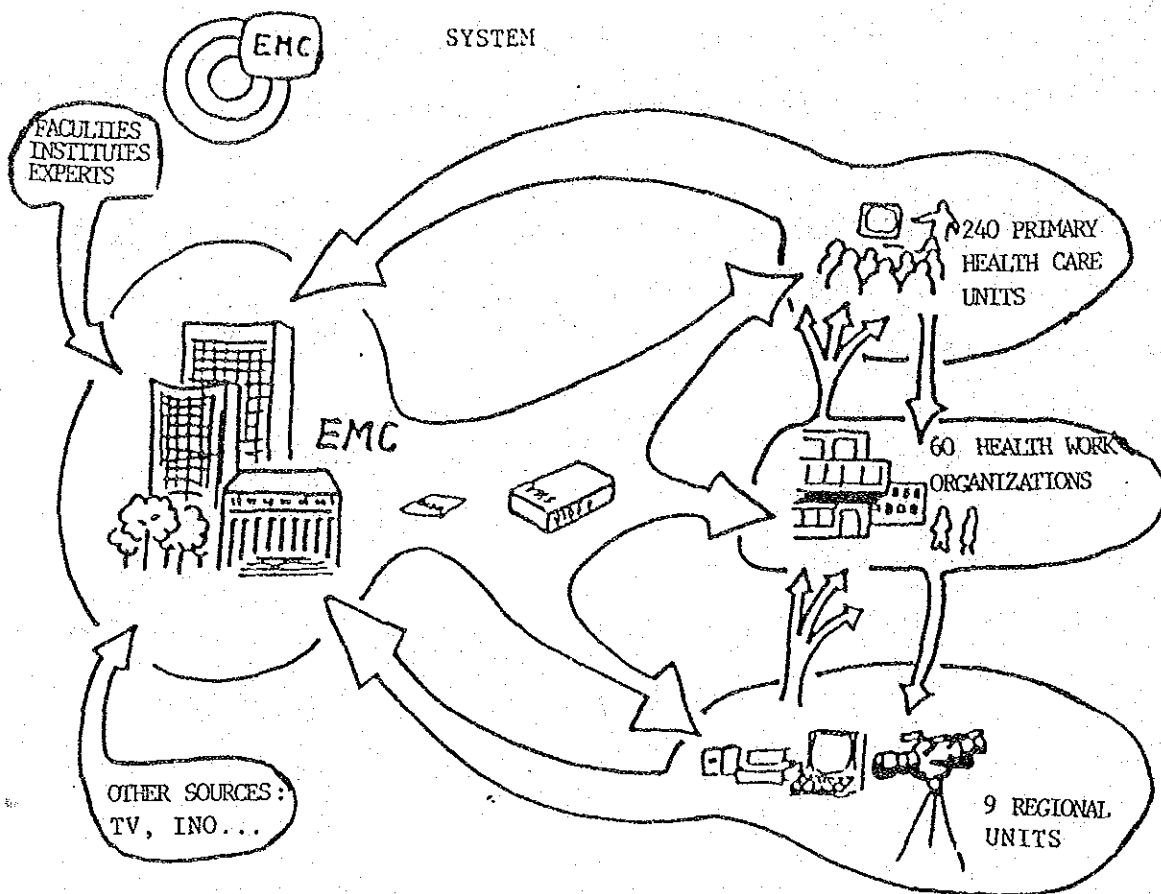 EMC
SYSTEM
FACULTIES
INSTITUTES
EXPERTS
240 PRIMARY
HEALTH CARE
UNITS
EMC
60 HEALTH WORK
ORGANIZATIONS
OTHER SOURCES:
TV, INO...
9 REGIONAL
UNITS